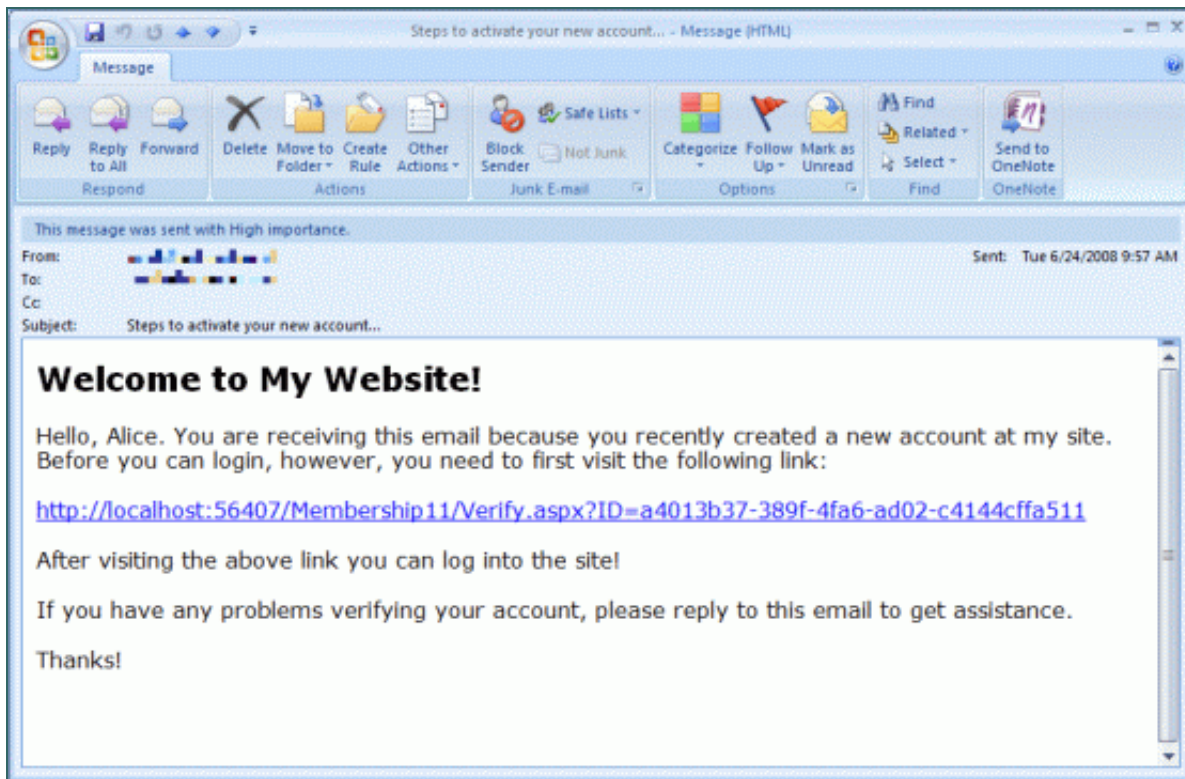 Steps to activate your new account... - Message (HTML)
Message
Reply
Reply to All
Forward
Delete
Move to Folder
Create Rule
Other Actions
Block Sender
Safe Lists
Not Junk
Categorize
Follow Up
Mark as Unread
Find
Related
Select
Send to OneNote
Respond
Actions
Junk E-mail
Options
Find
OneNote
This message was sent with High importance.
From:
Sent: Tue 6/24/2008 9:57 AM
To:
Cc:
Subject: Steps to activate your new account...
Welcome to My Website!
Hello, Alice. You are receiving this email because you recently created a new account at my site.
Before you can login, however, you need to first visit the following link:
http://localhost:56407/Membership11/Verify.aspx?ID=a4013b37-389f-4fa6-ad02-c4144cffa511
After visiting the above link you can log into the site!
If you have any problems verifying your account, please reply to this email to get assistance.
Thanks!